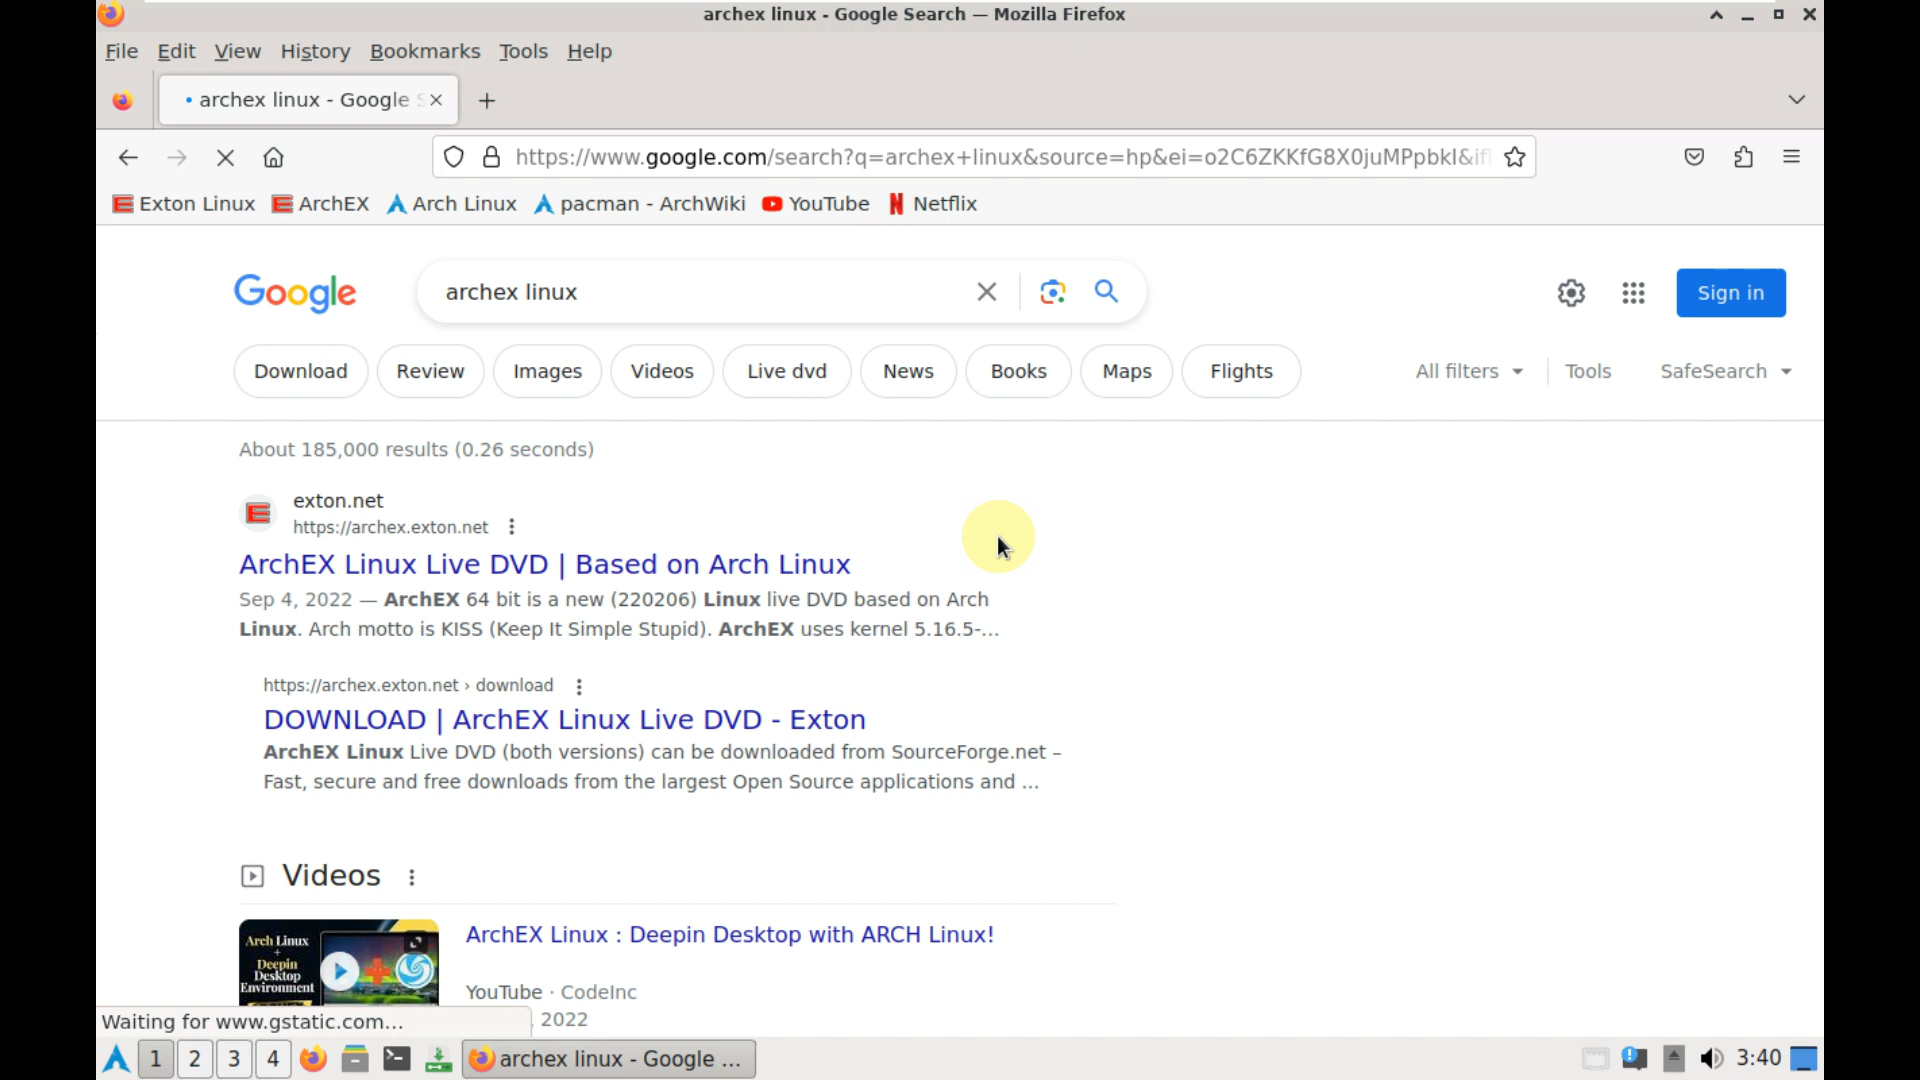 archex linux - Google Search — Mozilla Firefox
File Edit View History Bookmarks Tools Help
archex linux - Google S
https://www.google.com/search?q=archex+linux&source=hp&ei=o2C6ZKKfG8X0juMPpbkI&ifl
Exton Linux ArchEX Arch Linux pacman - ArchWiki YouTube Netflix
Google archex linux Sign in
Download Review Images Videos Live dvd News Books Maps Flights All filters Tools SafeSearch
About 185,000 results (0.26 seconds)
exton.net
https://archex.exton.net
ArchEX Linux Live DVD | Based on Arch Linux
Sep 4, 2022 — ArchEX 64 bit is a new (220206) Linux live DVD based on Arch
Linux. Arch motto is KISS (Keep It Simple Stupid). ArchEX uses kernel 5.16.5-...
https://archex.exton.net › download
DOWNLOAD | ArchEX Linux Live DVD - Exton
ArchEX Linux Live DVD (both versions) can be downloaded from SourceForge.net –
Fast, secure and free downloads from the largest Open Source applications and ...
Videos
Arch Linux
+
Deepin
Desktop
Environment
ArchEX Linux : Deepin Desktop with ARCH Linux!
YouTube · CodeInc
, 2022
Waiting for www.gstatic.com...
1 2 3 4 archex linux - Google ... 3:40